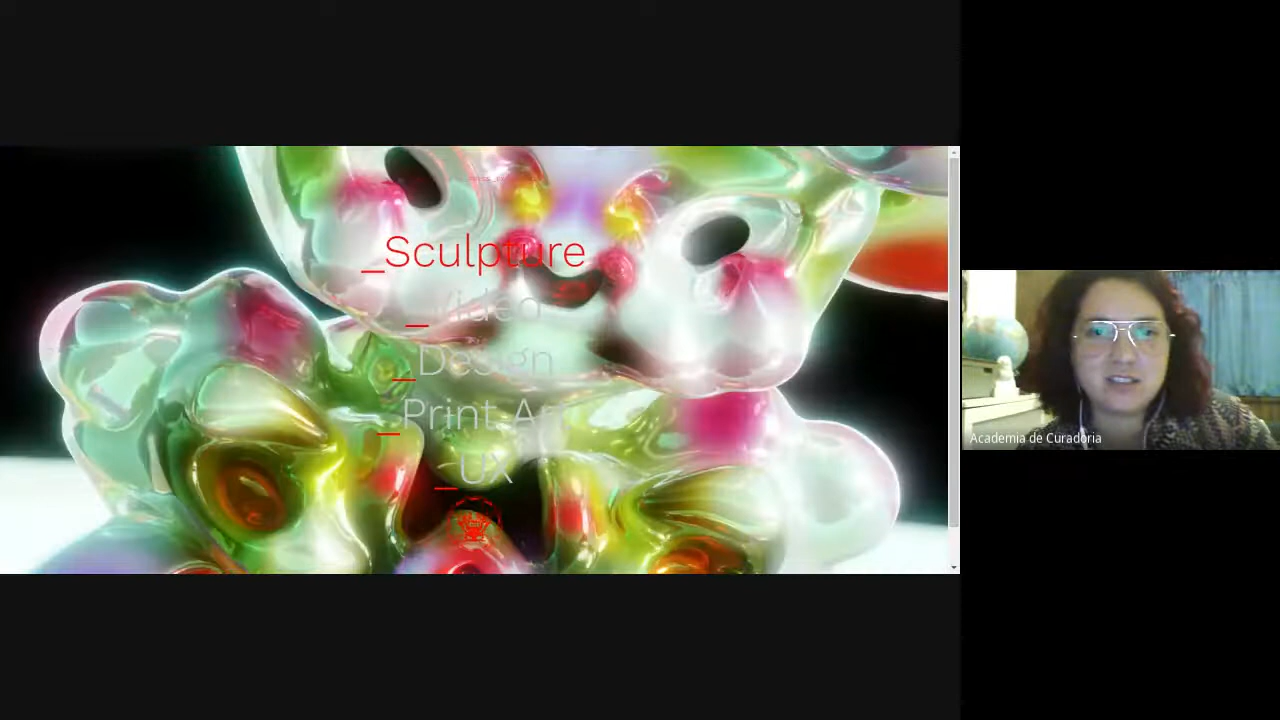 _Sculpture
_Video
_Design
_Print Art
_UX
Academia de Curadoria